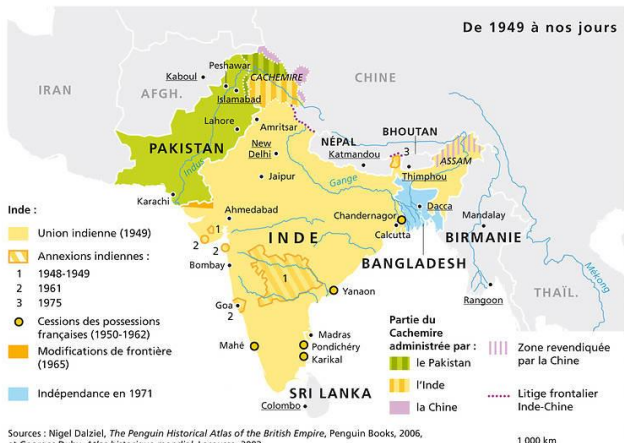 De 1949 à nos jours
Peshawar
Kaboul
CACHEMIRE
CHINE
IRAN
AFGH.
Islamabad
Lahore
Amritsar
PAKISTAN
New
Delhi
NÉPAL
Katmandou
BHOUTAN
3
ASSAM
Thimphou
Indus
Jaipur
Gange
Karachi
Ahmedabad
Chandernagor
Dacca
Mandalay
Calcutta
1
2
2
INDE
BIRMANIE
BANGLADESH
Bombay
1
Mékong
Yanaon
Rangoon
THAÏL.
Goa
2
Madras
Pondichéry
Karikal
Mahé
SRI LANKA
Colombo
Inde :
Union indienne (1949)
Annexions indiennes :
1 1948-1949
2 1961
3 1975
Cessions des possessions
françaises (1950-1962)
Modifications de frontière
(1965)
Indépendance en 1971
Partie du
Cachemire
administrée par :
le Pakistan
l'Inde
la Chine
Zone revendiquée
par la Chine
Litige frontalier
Inde-Chine
Sources : Nigel Dalziel, The Penguin Historical Atlas of the British Empire, Penguin Books, 2006,
1 000 km